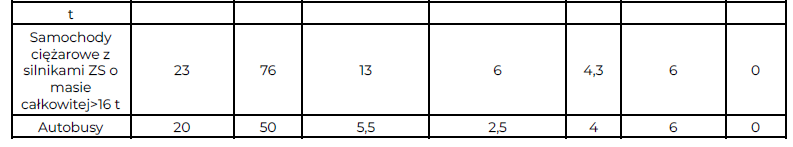 t
Samochody
ciężarowe z
silnikami ZS o
masie
całkowitej>16 t
23 76 13 6 4,3 6 0
Autobusy 20 50 5,5 2,5 4 6 0